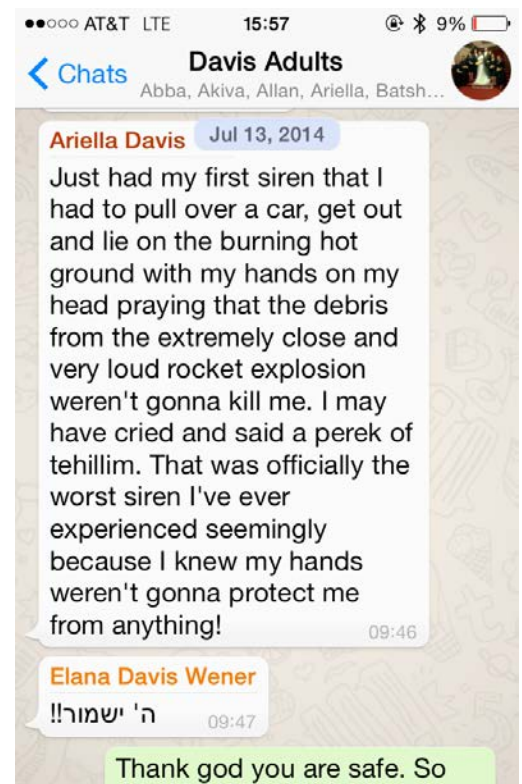 AT&T LTE 15:57 9%
Chats Davis Adults
Abba, Akiva, Allan, Ariella, Batsh...
Jul 13, 2014
Ariella Davis
Just had my first siren that I
had to pull over a car, get out
and lie on the burning hot
ground with my hands on my
head praying that the debris
from the extremely close and
very loud rocket explosion
weren't gonna kill me. I may
have cried and said a perek of
tehillim. That was officially the
worst siren I've ever
experienced seemingly
because I knew my hands
weren't gonna protect me
from anything!
09:46
Elana Davis Wener
ה' ישמור!!
09:47
Thank god you are safe. So